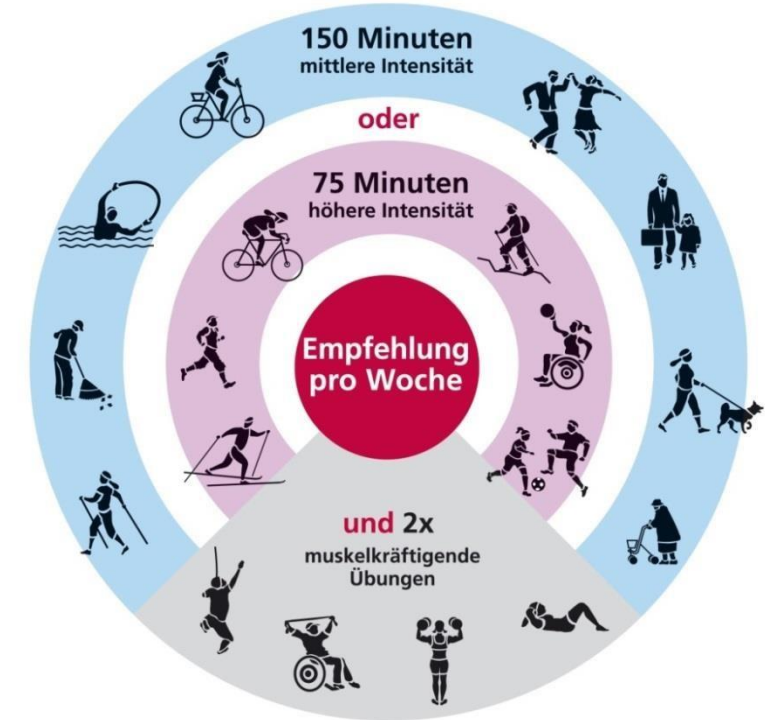 150 Minuten
mittlere Intensität
oder
75 Minuten
höhere Intensität
Empfehlung
pro Woche
und 2x
muskelkräftigende
Übungen